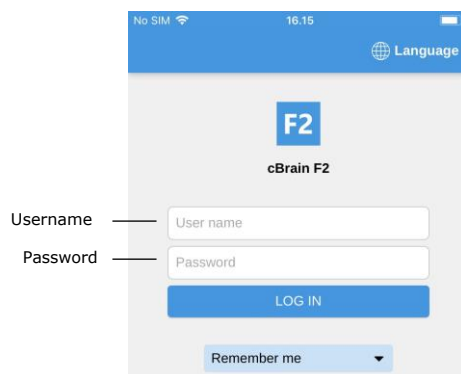 No SIM 16.15
Language
F2
cBrain F2
Username
User name
Password
Password
LOG IN
Remember me